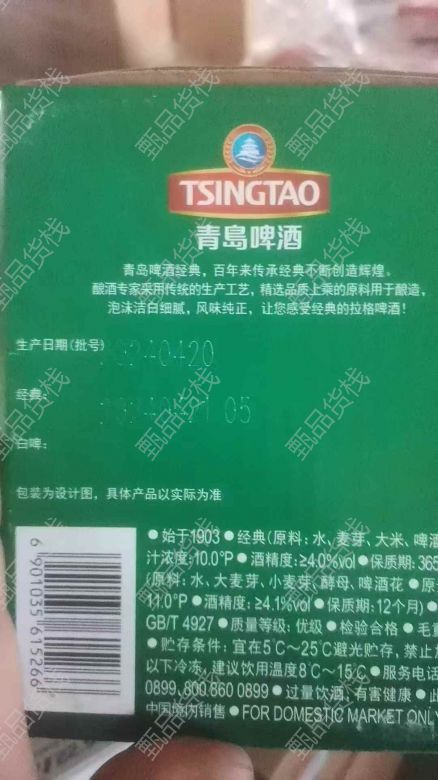 TSINGTAO
青岛啤酒
青岛啤酒经典，百年来传承经典不断创造辉煌。
酿酒专家采用传统的生产工艺，精选品质上乘的原料用于酿造，
泡沫洁白细腻，风味纯正，让您感受经典的拉格啤酒！
生产日期(批号)
经典：
05
白啤：
包装为设计图，具体产品以实际为准
●始于1903 ●经典(原料：水、麦芽、大米、啤酒
汁浓度：10.0°P ●酒精度：≥4.0%vol ●保质期：365
(原料：水、大麦芽、小麦芽、酵母、啤酒花 ●原
11.0°P ●酒精度：≥4.1%vol ●保质期：12个月) ●
GB/T 4927 ●质量等级：优级 ●检验合格 ●毛重
●贮存条件：宜在5℃~25℃避光贮存，禁止
以下冷冻，建议饮用温度8℃~15℃ ●服务电
0899,800 860 0899 ●过量饮酒，有害健康 ●此
中国境内销售 ●FOR DOMESTIC MARKET ONLY
6 901035 615266
甄品货栈